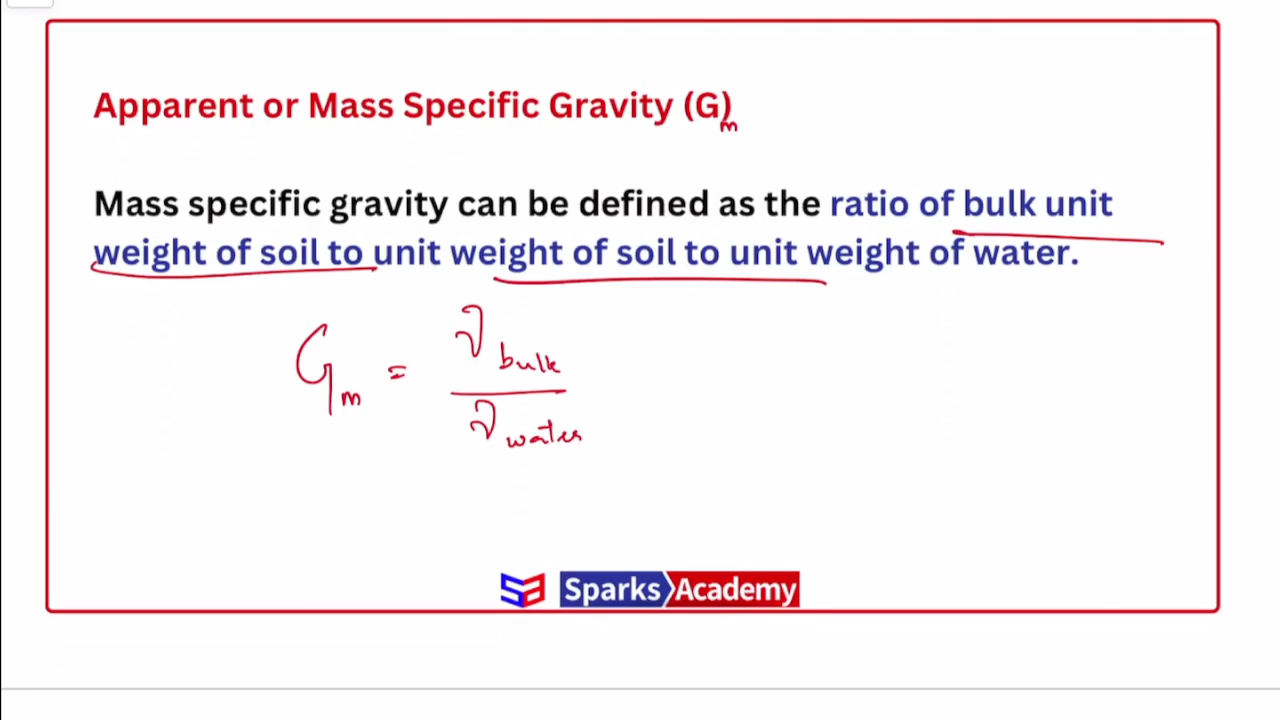 Apparent or Mass Specific Gravity (G)m
Mass specific gravity can be defined as the ratio of bulk unit
weight of soil to unit weight of soil to unit weight of water.
Gm = γbulk
γwater
Sparks Academy